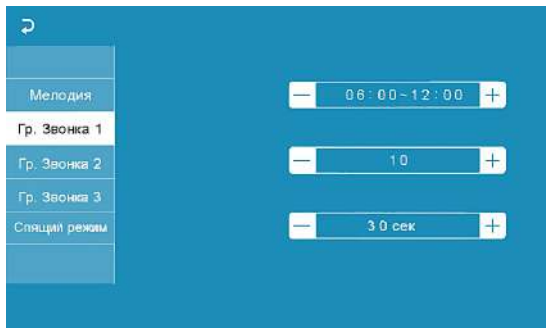 Мелодия
— 06:00~12:00 +
Гр. Звонка 1
Гр. Звонка 2
— 10 +
Гр. Звонка 3
Спящий режим
— 30 сек +